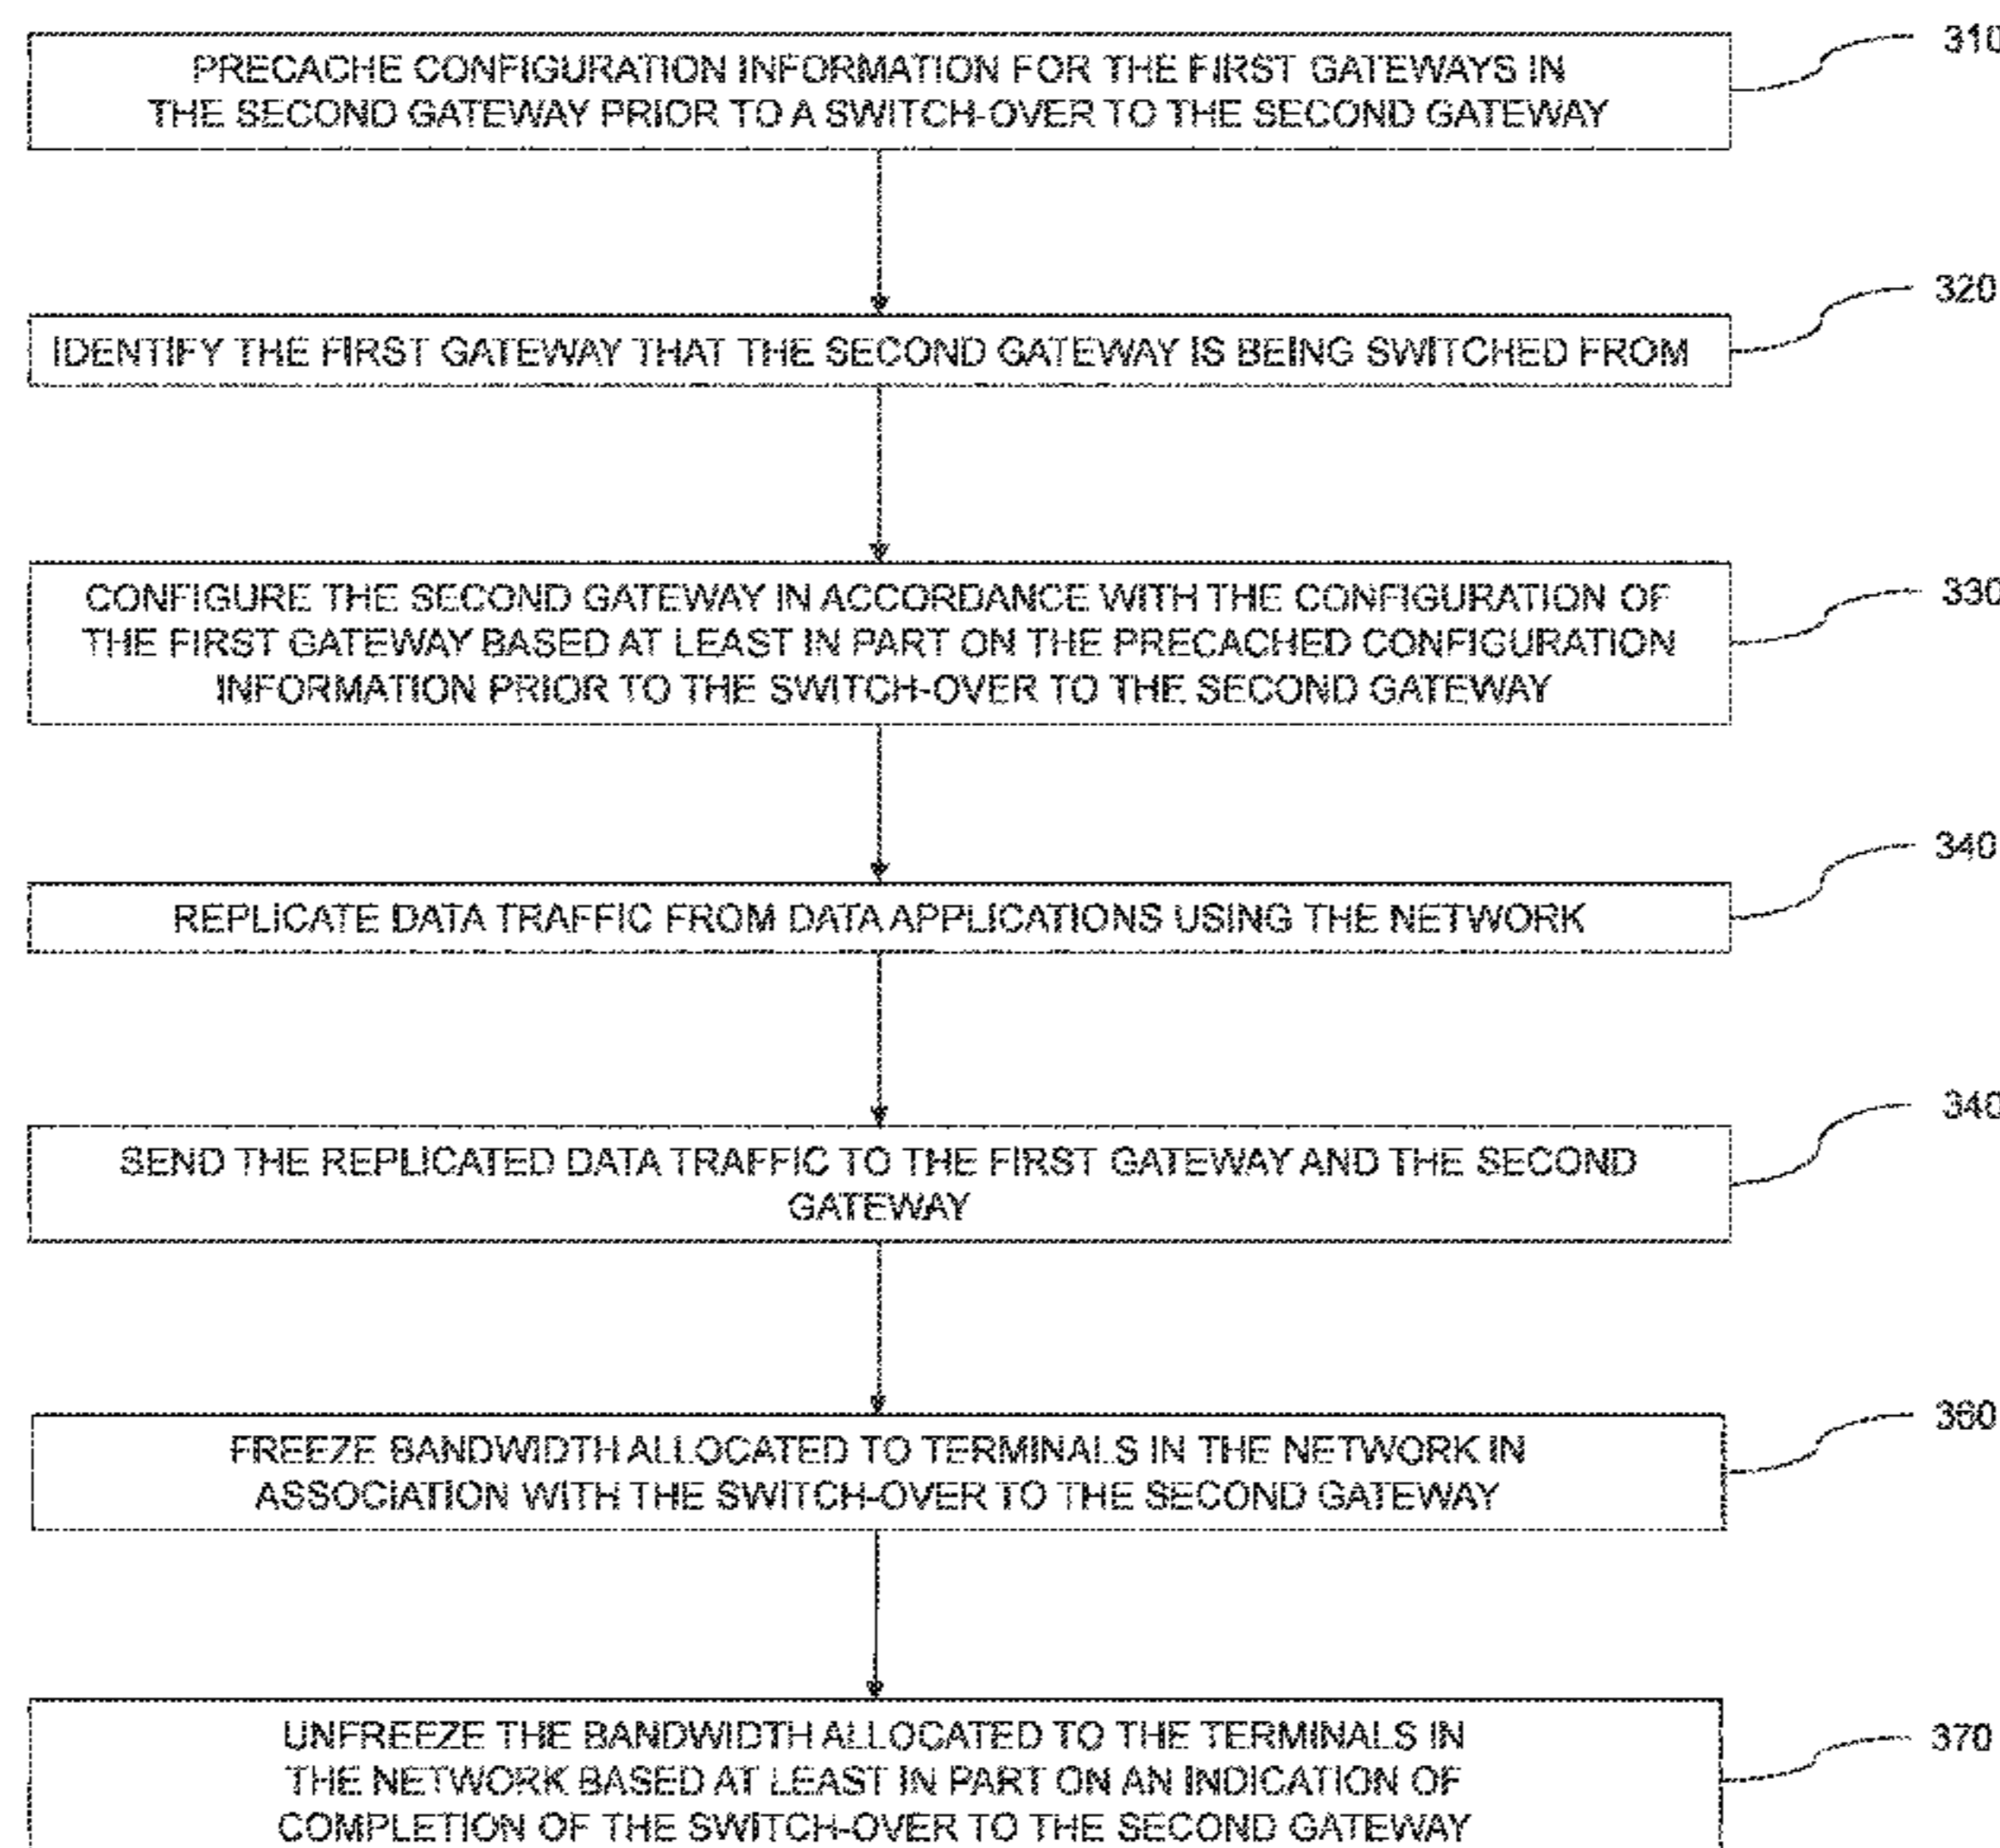 310
PRECACHE CONFIGURATION INFORMATION FOR THE FIRST GATEWAYS IN
THE SECOND GATEWAY PRIOR TO A SWITCH-OVER TO THE SECOND GATEWAY
320
IDENTIFY THE FIRST GATEWAY THAT THE SECOND GATEWAY IS BEING SWITCHED FROM
330
CONFIGURE THE SECOND GATEWAY IN ACCORDANCE WITH THE CONFIGURATION OF
THE FIRST GATEWAY BASED AT LEAST IN PART ON THE PRECACHED CONFIGURATION
INFORMATION PRIOR TO THE SWITCH-OVER TO THE SECOND GATEWAY
340
REPLICATE DATA TRAFFIC FROM DATA APPLICATIONS USING THE NETWORK
340
SEND THE REPLICATED DATA TRAFFIC TO THE FIRST GATEWAY AND THE SECOND
GATEWAY
360
FREEZE BANDWIDTH ALLOCATED TO TERMINALS IN THE NETWORK IN
ASSOCIATION WITH THE SWITCH-OVER TO THE SECOND GATEWAY
370
UNFREEZE THE BANDWIDTH ALLOCATED TO THE TERMINALS IN
THE NETWORK BASED AT LEAST IN PART ON AN INDICATION OF
COMPLETION OF THE SWITCH-OVER TO THE SECOND GATEWAY